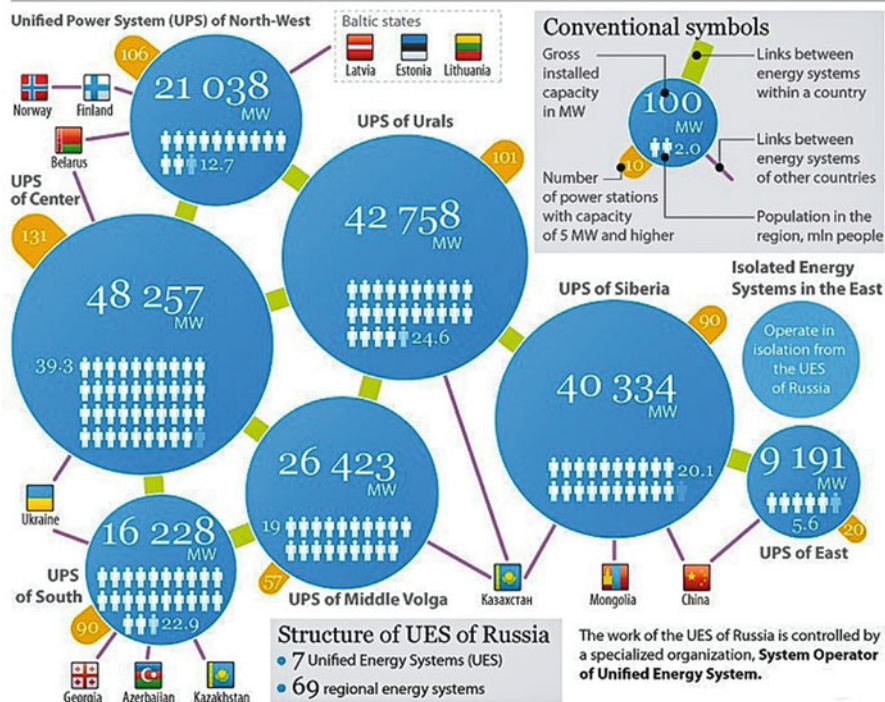 Unified Power System (UPS) of North-West
106
21 038
MW
12.7
Baltic states
Latvia
Estonia
Lithuania
Norway
Finland
Belarus
UPS
of Center
131
48 257
MW
39.3
UPS of Urals
101
42 758
MW
24.6
Conventional symbols
Gross
installed
capacity
in MW
100
MW
2.0
10
Number
of power stations
with capacity
of 5 MW and higher
Links between
energy systems
within a country
Links between
energy systems
of other countries
Population in the
region, mln people
UPS of Siberia
90
40 334
MW
20.1
Isolated Energy
Systems in the East
Operate in
isolation from
the UES
of Russia
9 191
MW
5.6
20
UPS of East
26 423
MW
19
57
UPS of Middle Volga
Ukraine
16 228
MW
22.9
UPS
of South
90
Казахстан
Mongolia
China
Georgia
Azerbaijan
Kazakhstan
Structure of UES of Russia
• 7 Unified Energy Systems (UES)
• 69 regional energy systems
The work of the UES of Russia is controlled by
a specialized organization, System Operator
of Unified Energy System.